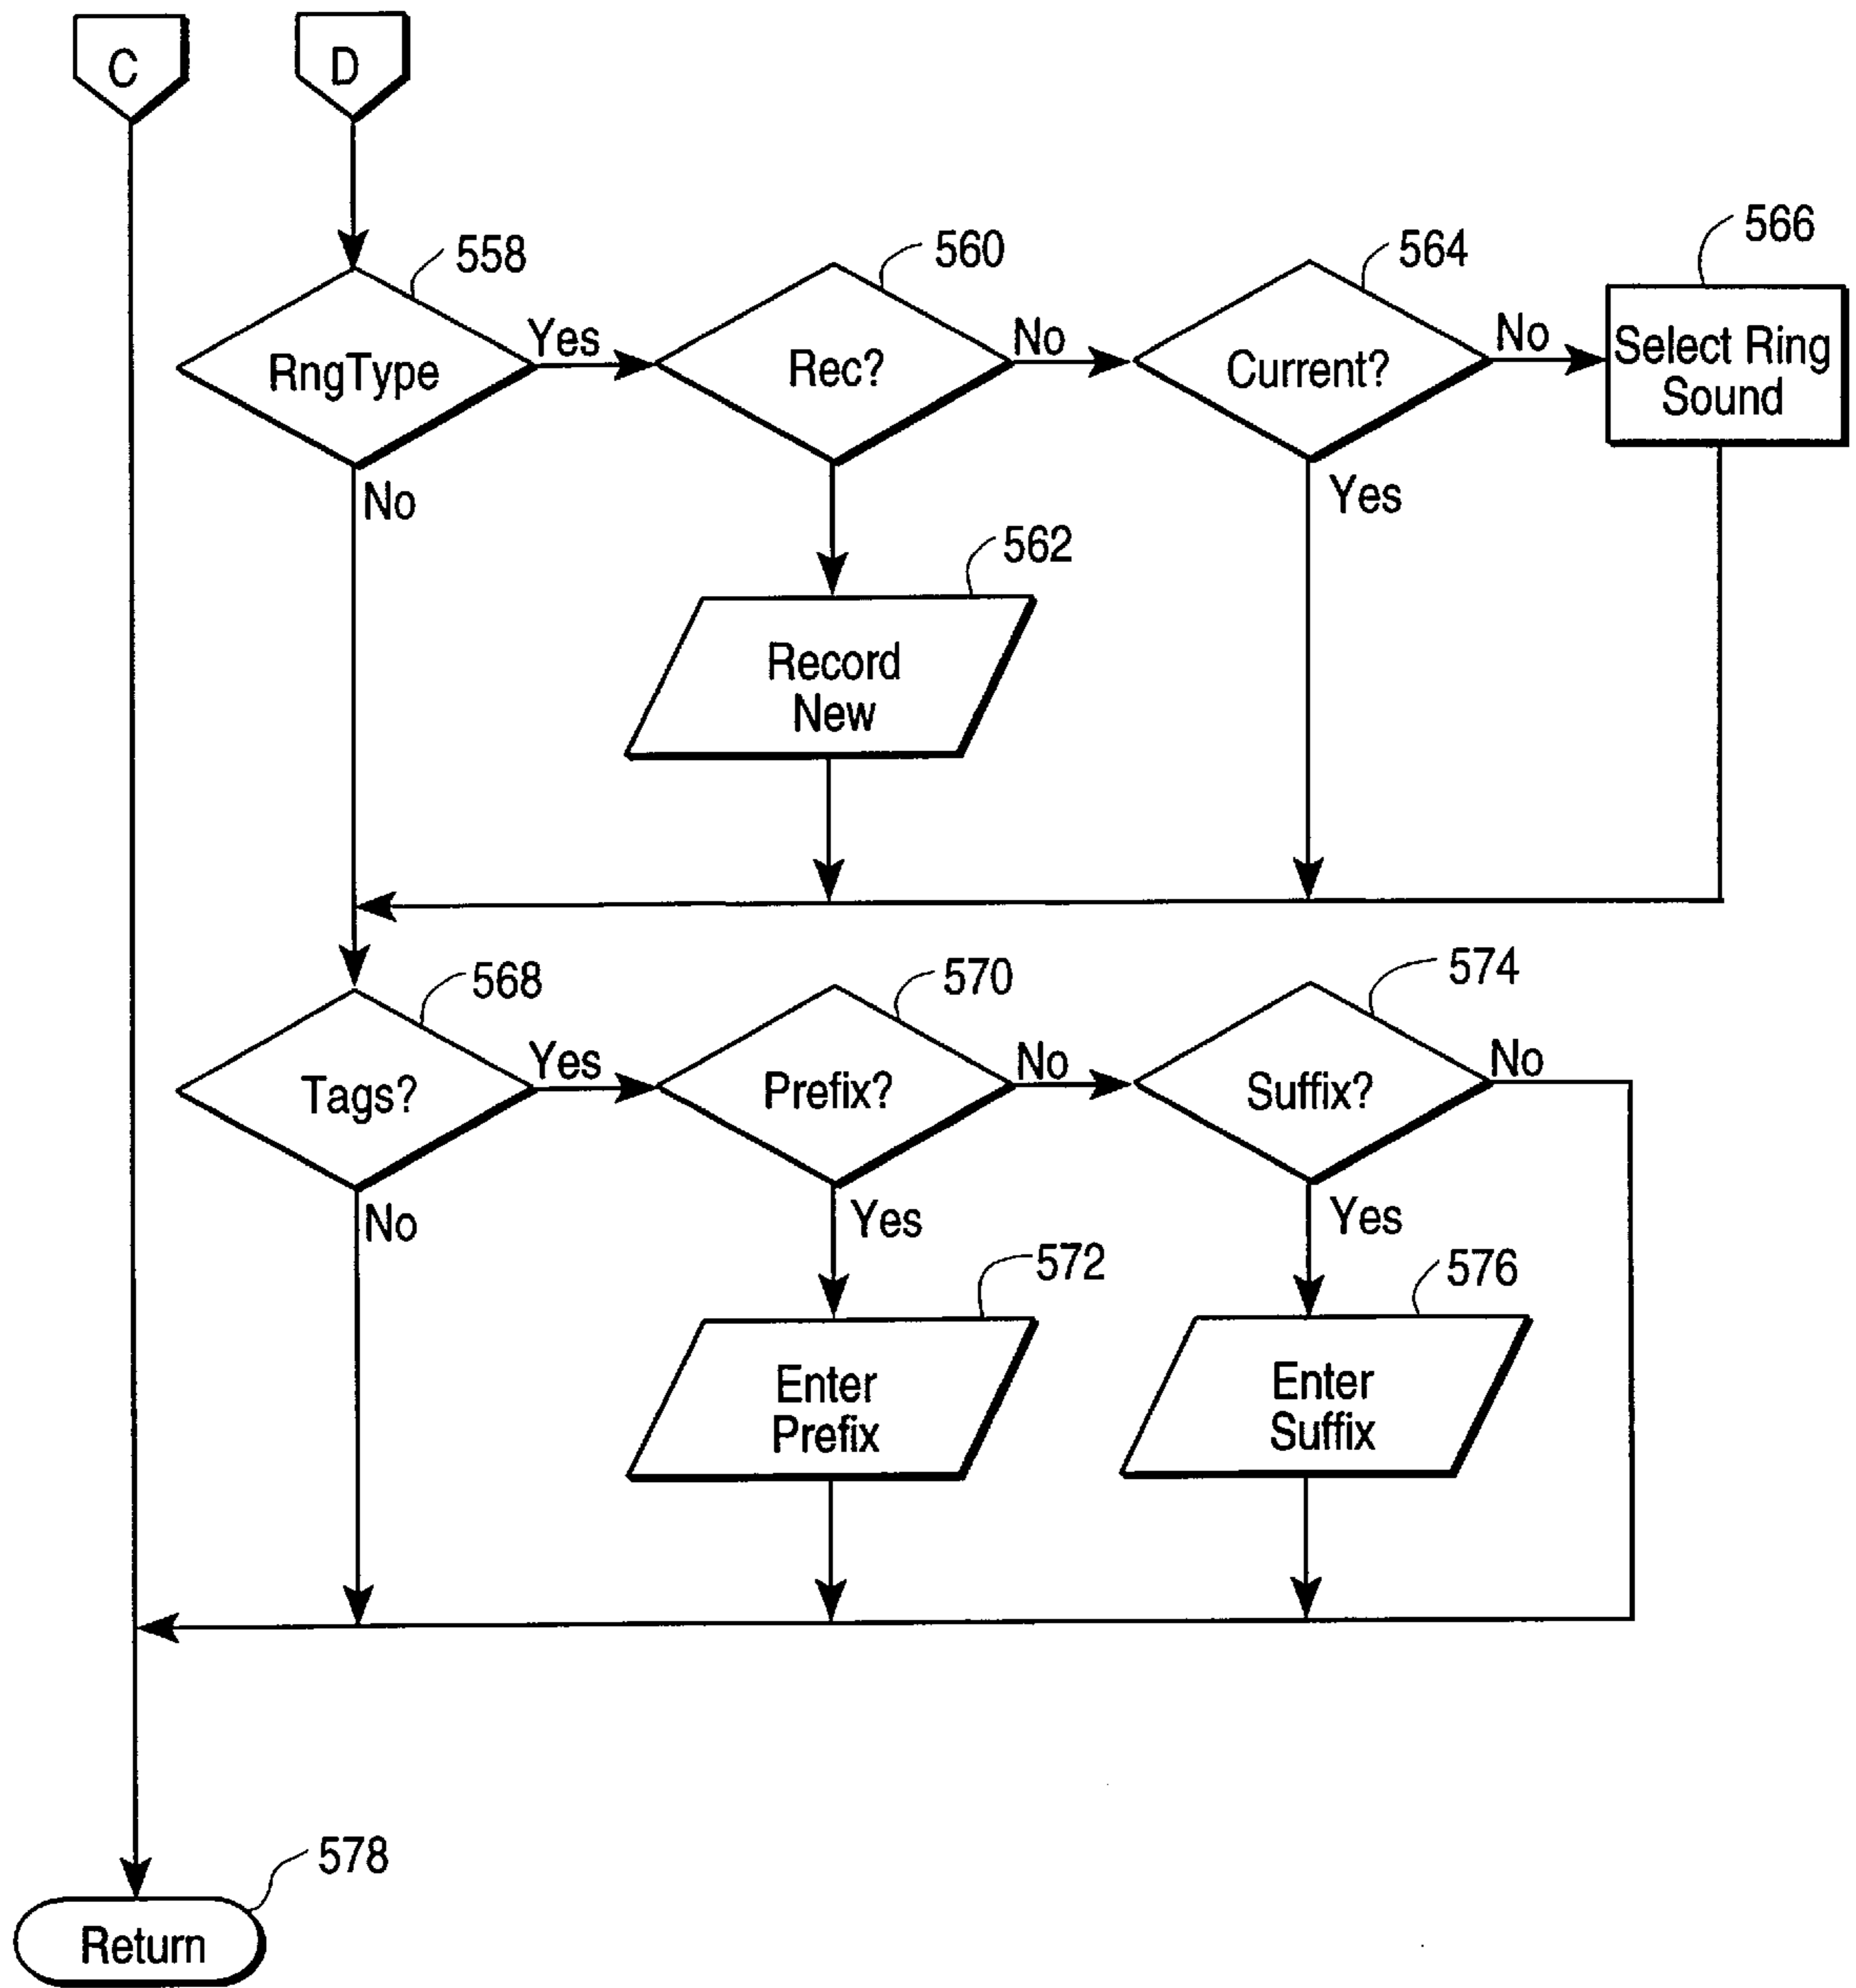 C
D
558
560
564
566
RngType
Yes
Rec?
No
Current?
No
Select Ring
Sound
No
Yes
562
Record
New
568
570
574
Tags?
Yes
Prefix?
No
Suffix?
No
No
Yes
Yes
572
576
Enter
Prefix
Enter
Suffix
578
Return